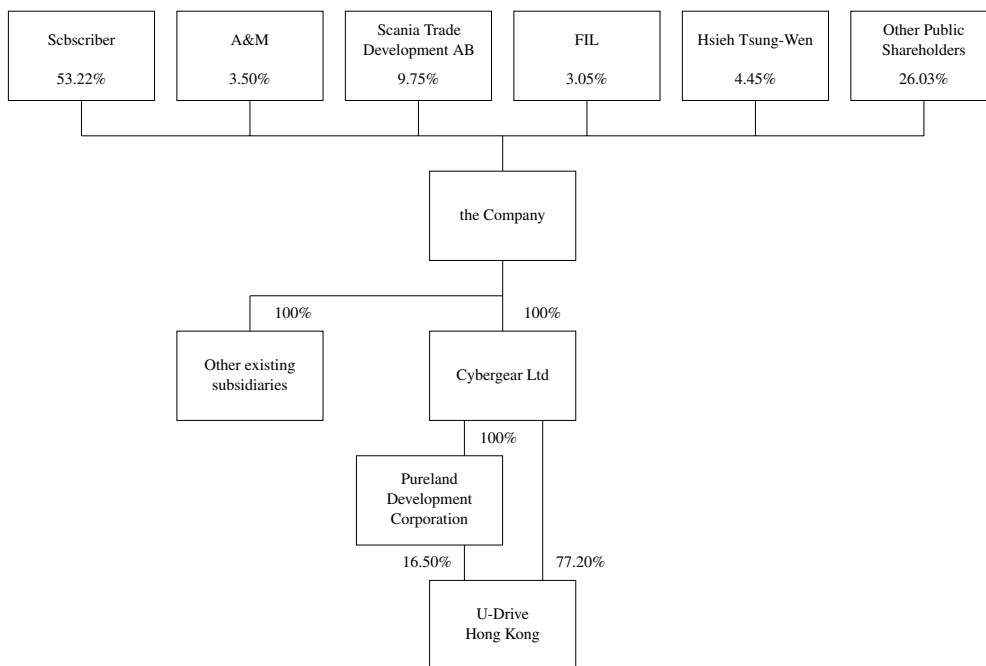 Scbscriber
53.22%
A&M
3.50%
Scania Trade
Development AB
9.75%
FIL
3.05%
Hsieh Tsung-Wen
4.45%
Other Public
Shareholders
26.03%
the Company
100%
100%
Other existing
subsidiaries
Cybergear Ltd
100%
Pureland
Development
Corporation
16.50%
77.20%
U-Drive
Hong Kong